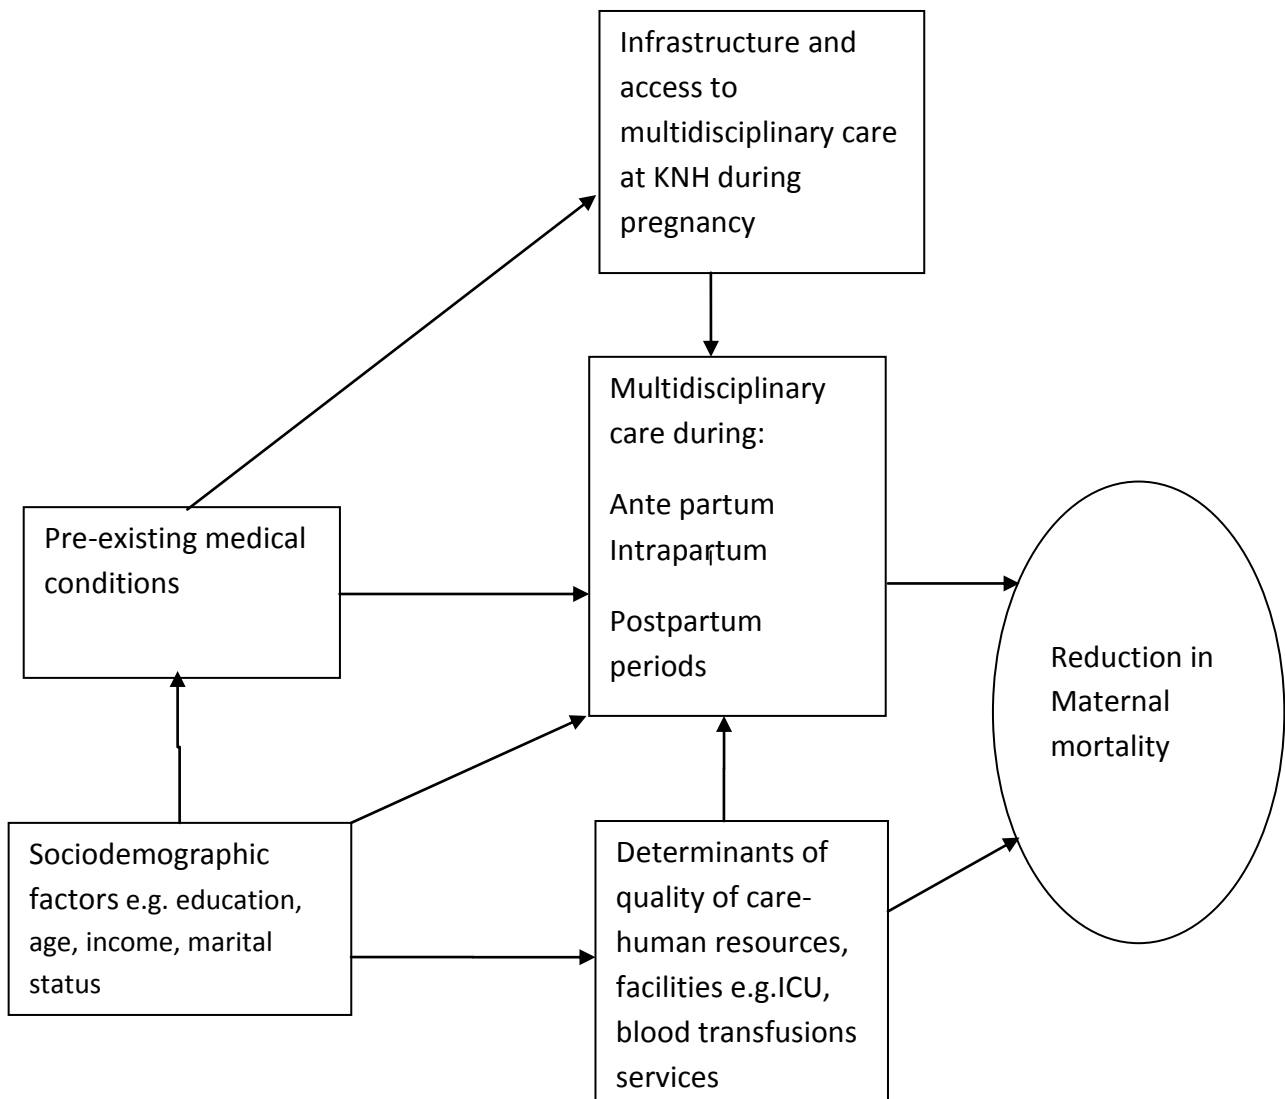 Infrastructure and
access to
multidisciplinary care
at KNH during
pregnancy
Multidisciplinary
care during:
Ante partum
Intrapartum
Postpartum
periods
Pre-existing medical
conditions
Reduction in
Maternal
mortality
Sociodemographic
factors e.g. education,
age, income, marital
status
Determinants of
quality of care-
human resources,
facilities e.g.ICU,
blood transfusions
services